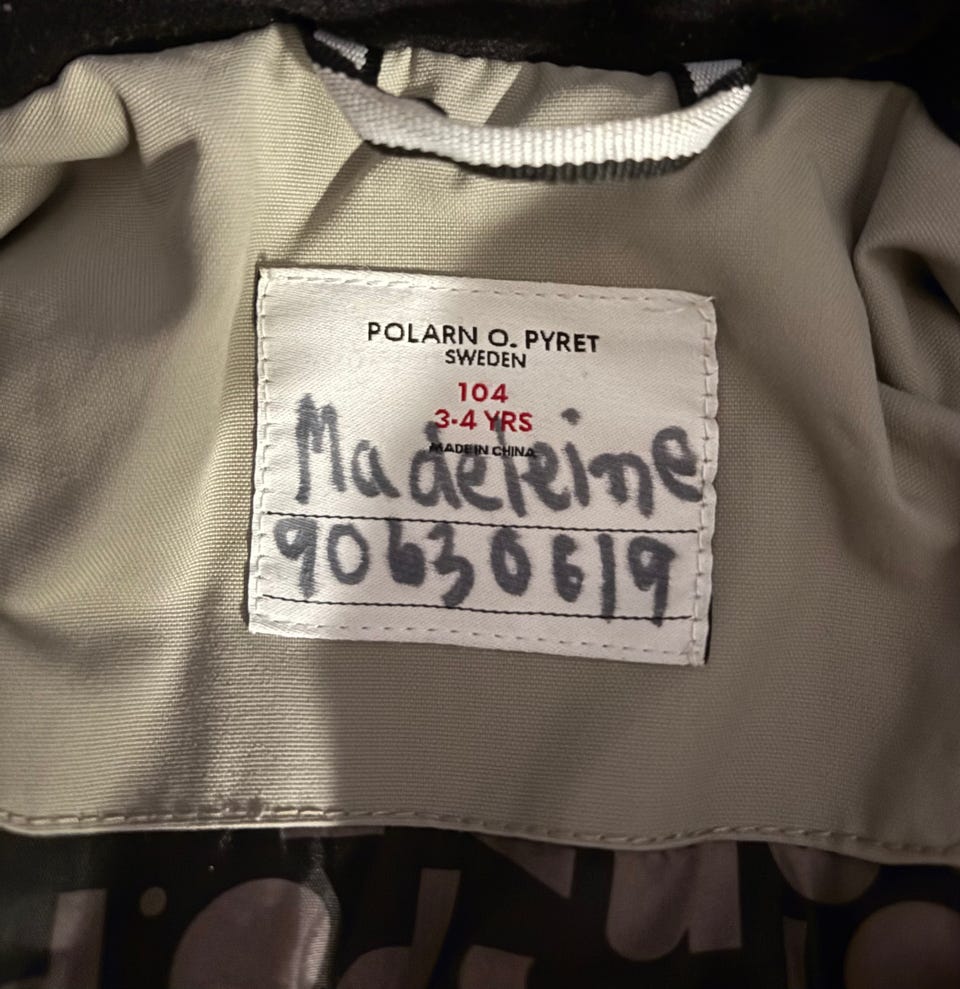 POLARN O. PYRET
SWEDEN
104
3-4 YRS
MADE IN CHINA
Madeleine
90630619